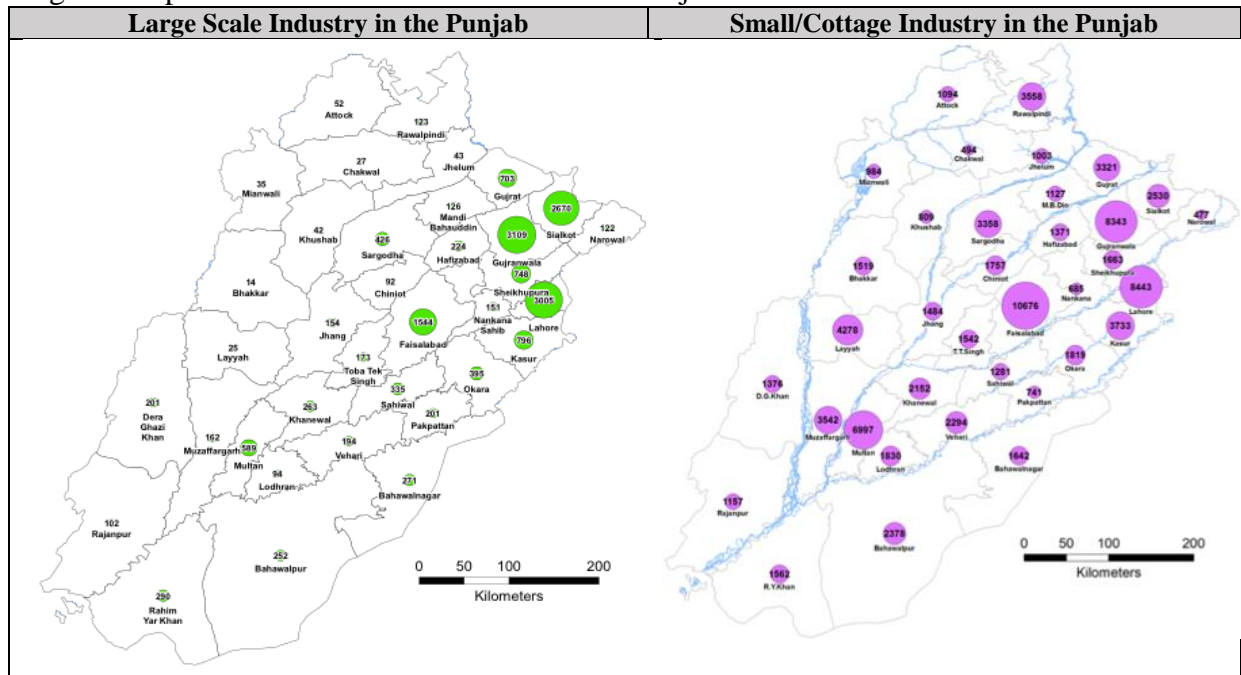 Large Scale Industry in the Punjab
Small/Cottage Industry in the Punjab
52
Attock
123
Rawalpindi
27
Chakwal
43
Jhelum
35
Mianwali
703
Gujrat
2670
Sialkot
126
Mandi
Bahauddin
122
Narowal
42
Khushab
426
Sargodha
224
Hafizabad
3109
Gujranwala
748
Sheikhupura
14
Bhakkar
92
Chiniot
3005
Lahore
151
Nankana
Sahib
154
Jhang
1544
Faisalabad
796
Kasur
25
Layyah
173
Toba Tek
Singh
395
Okara
335
Sahiwal
201
Dera
Ghazi
Khan
263
Khanewal
201
Pakpattan
162
Muzaffargarh
589
Multan
194
Vehari
94
Lodhran
271
Bahawalnagar
102
Rajanpur
252
Bahawalpur
290
Rahim
Yar Khan
0 50 100 200
Kilometers
1094
Attock
3558
Rawalpindi
494
Chakwal
1003
Jhelum
984
Mianwali
3321
Gujrat
1127
M.B.Din
2530
Sialkot
477
Narowal
809
Khushab
3358
Sargodha
1371
Hafizabad
8343
Gujranwala
1519
Bhakkar
1757
Chiniot
1663
Sheikhupura
685
Nankana
8443
Lahore
1484
Jhang
10676
Faisalabad
3733
Kasur
4278
Layyah
1542
T.T.Singh
1819
Okara
1281
Sahiwal
1376
D.G.Khan
2152
Khanewal
741
Pakpattan
3542
Muzaffargarh
6997
Multan
2294
Vehari
1830
Lodhran
1642
Bahawalnagar
1157
Rajanpur
2378
Bahawalpur
1562
R.Y.Khan
0 50 100 200
Kilometers